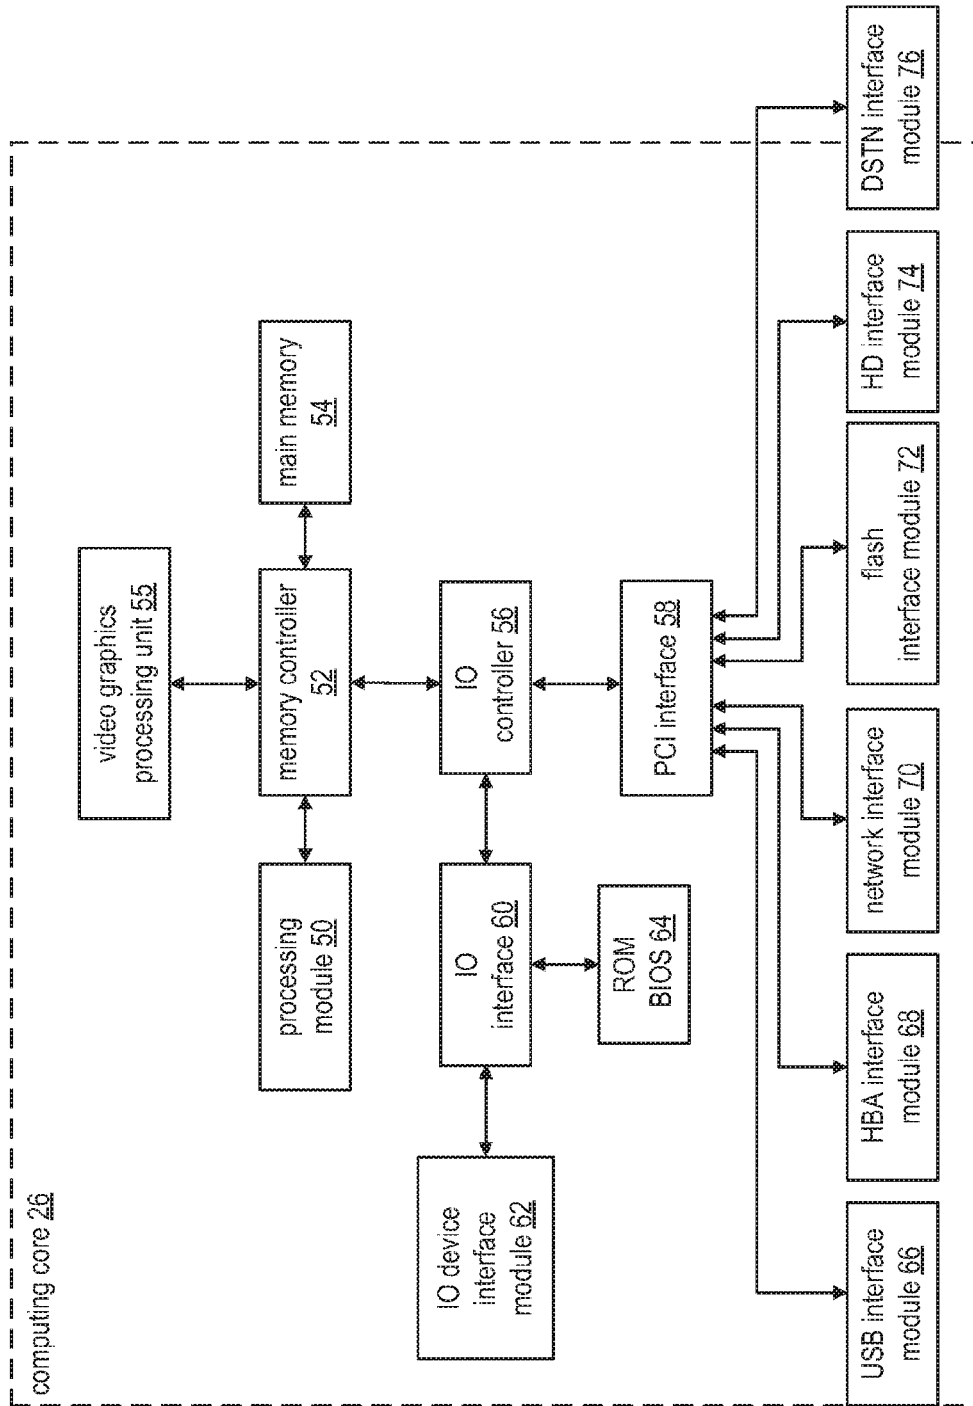 computing core 26
video graphics
processing unit 55
processing
module 50
memory controller
52
main memory
54
IO device
interface
module 62
IO
interface 60
IO
controller 56
ROM
BIOS 64
PCI interface 58
USB interface
module 66
HBA interface
module 68
network interface
module 70
flash
interface module 72
HD interface
module 74
DSTN interface
module 76